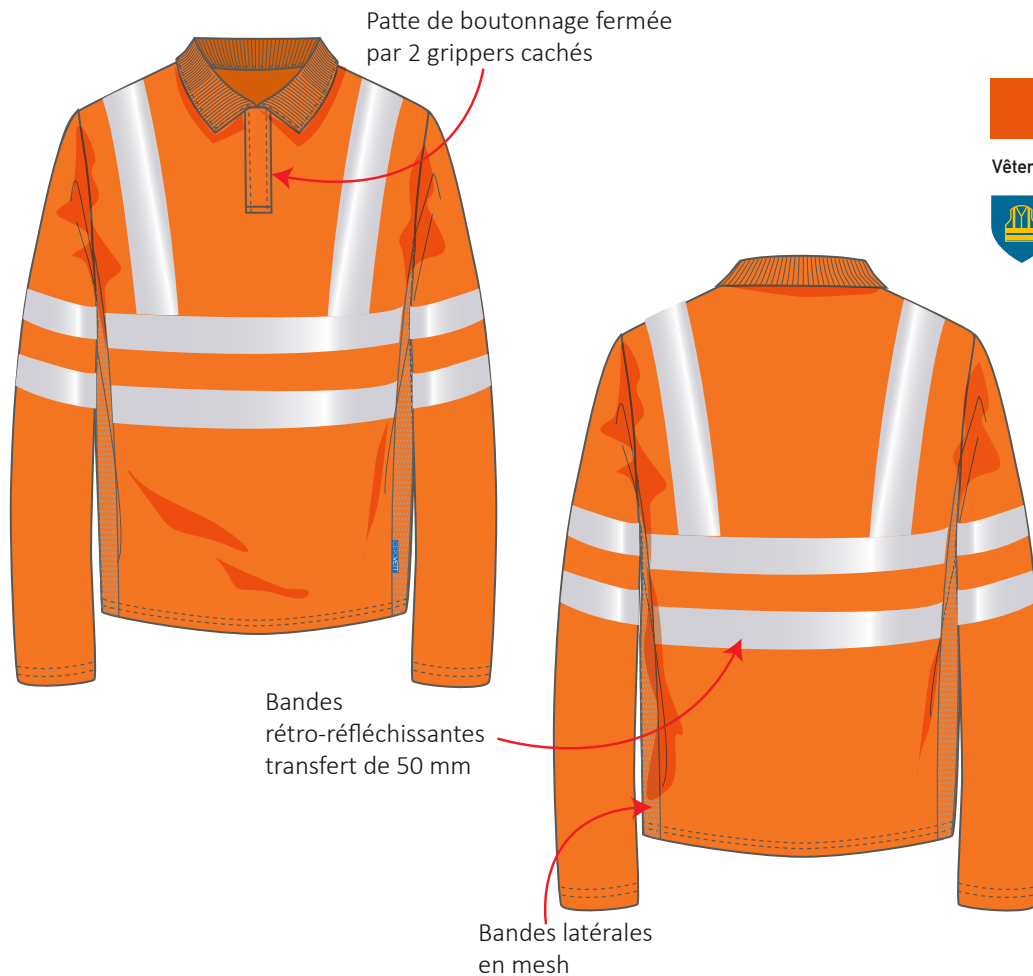 Patte de boutonnage fermée
par 2 grippers cachés
Vêter
Bandes
rétro-réfléchissantes
transfert de 50 mm
Bandes latérales
en mesh